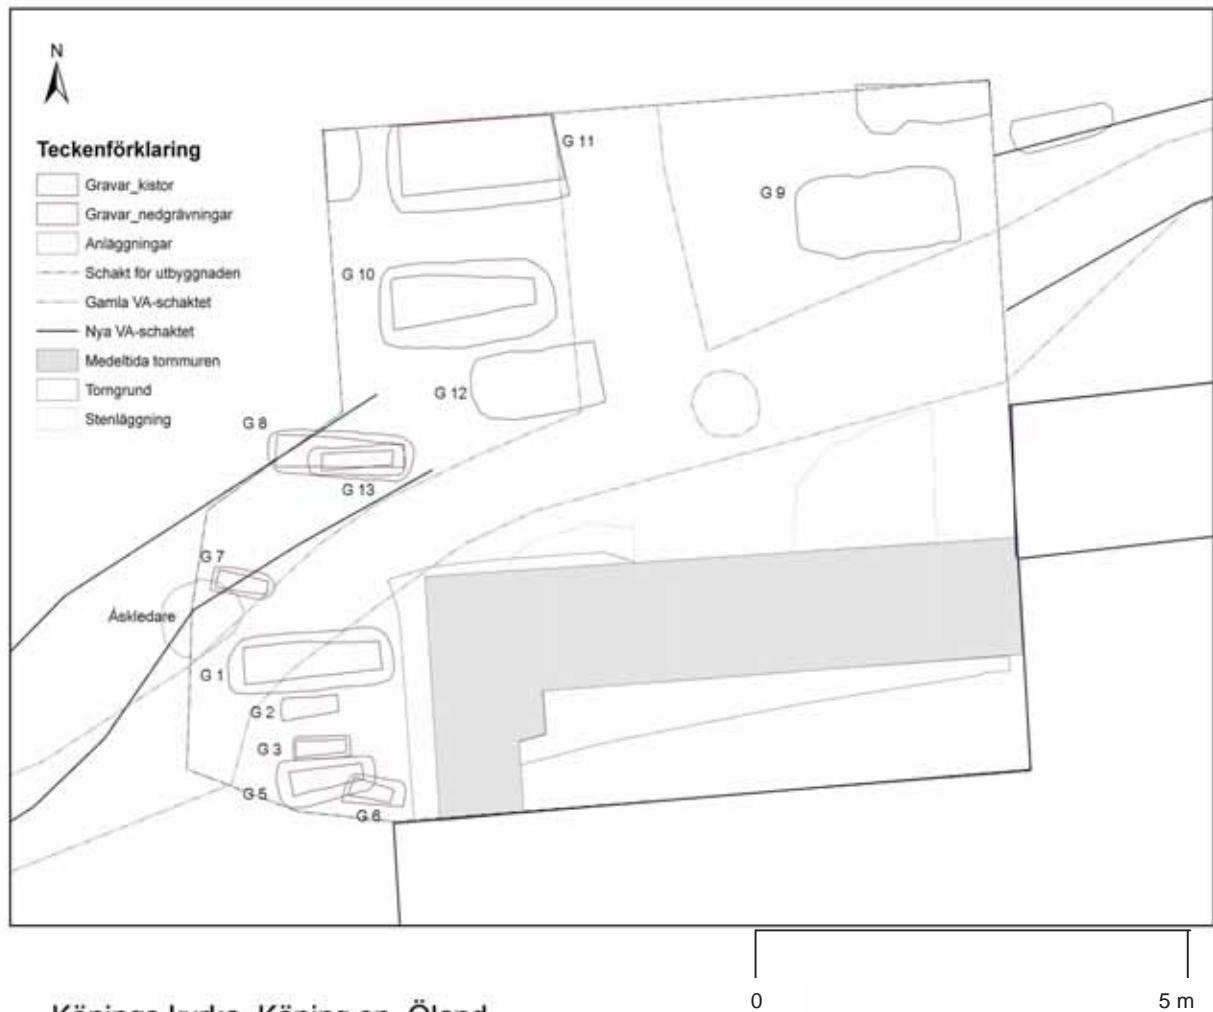 N
Teckenförklaring
Gravar_kistor
Gravar_nedgrävningar
Anläggningar
Schakt för utbyggnaden
Gamla VA-schaktet
Nya VA-schaktet
Medeltida tornmuren
Torngrund
Stenläggning
G 11
G 9
G 10
G 12
G 8
G 13
G 7
Åskledare
G 1
G 2
G 3
G 5
G 6
0
5 m